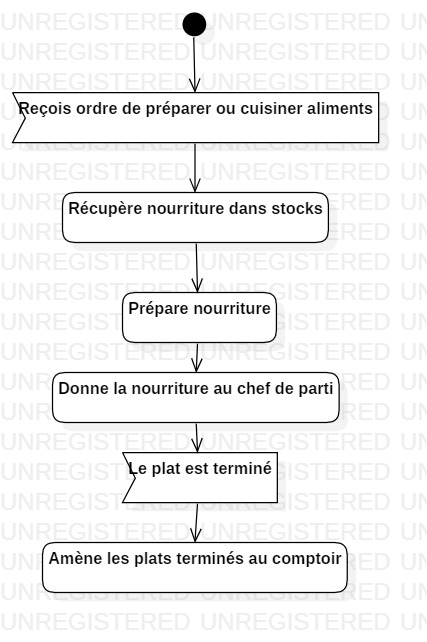 UNREGISTERED UNREGISTERED UN
Reçois ordre de préparer ou cuisiner aliments
Récupère nourriture dans stocks
Prépare nourriture
Donne la nourriture au chef de parti
Le plat est terminé
Amène les plats terminés au comptoir